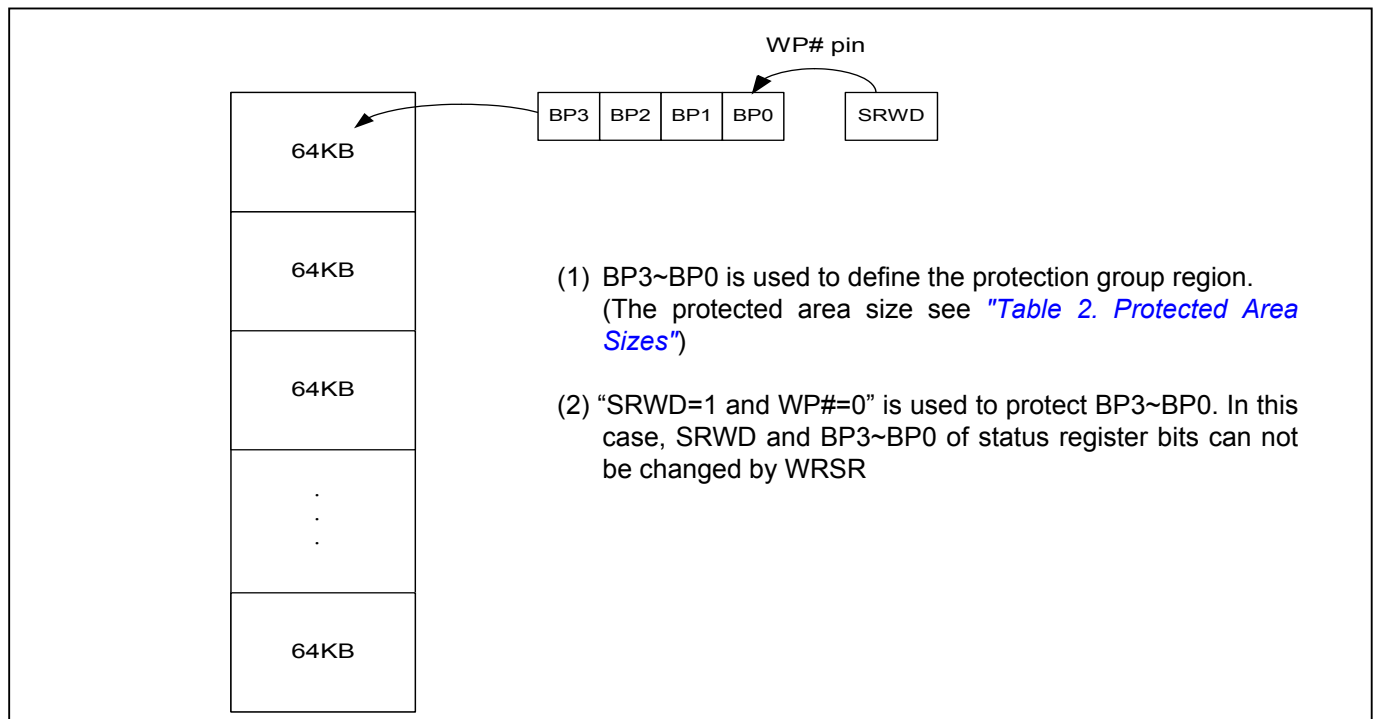 WP# pin
BP3 BP2 BP1 BP0 SRWD
64KB
64KB
64KB
.
.
.
64KB
(1) BP3~BP0 is used to define the protection group region.
(The protected area size see "Table 2. Protected Area
Sizes")
(2) “SRWD=1 and WP#=0” is used to protect BP3~BP0. In this
case, SRWD and BP3~BP0 of status register bits can not
be changed by WRSR